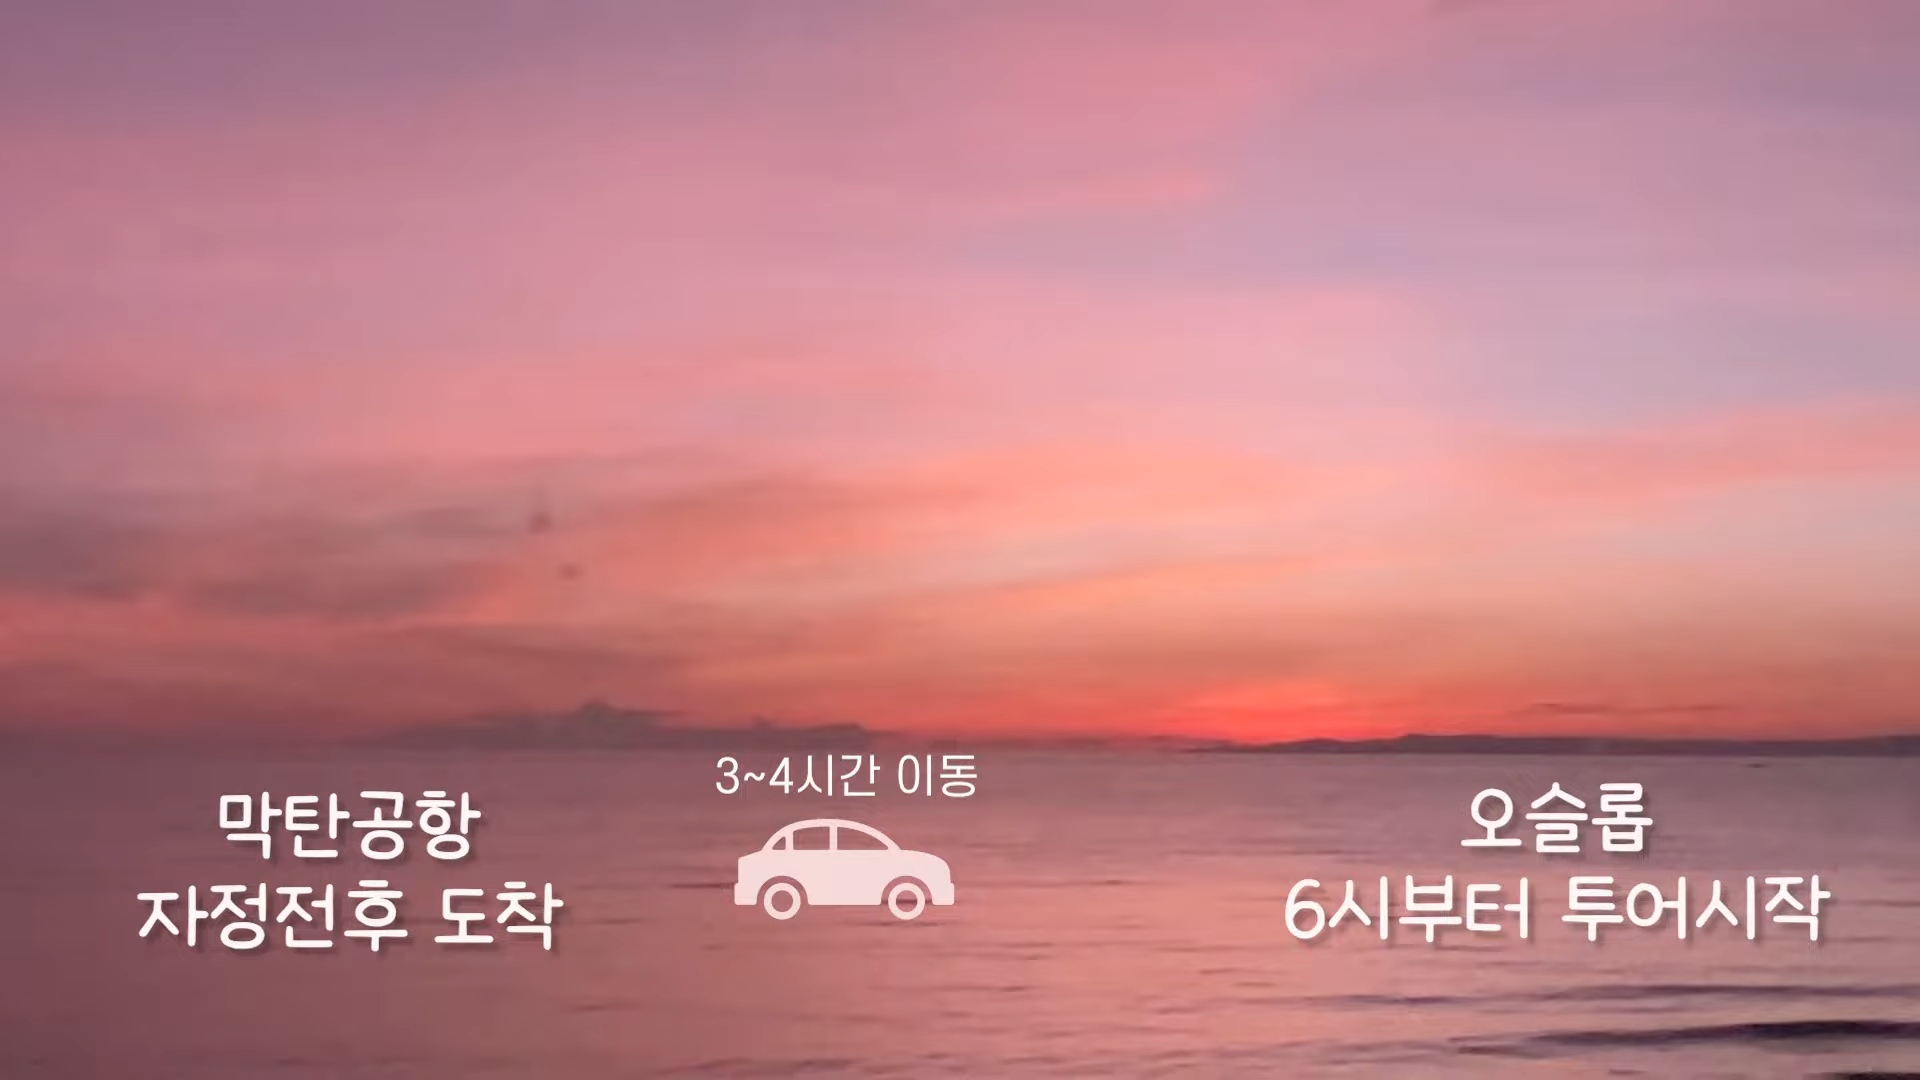 막탄공항
자정전후 도착
3~4시간 이동
오슬롭
6시부터 투어시작